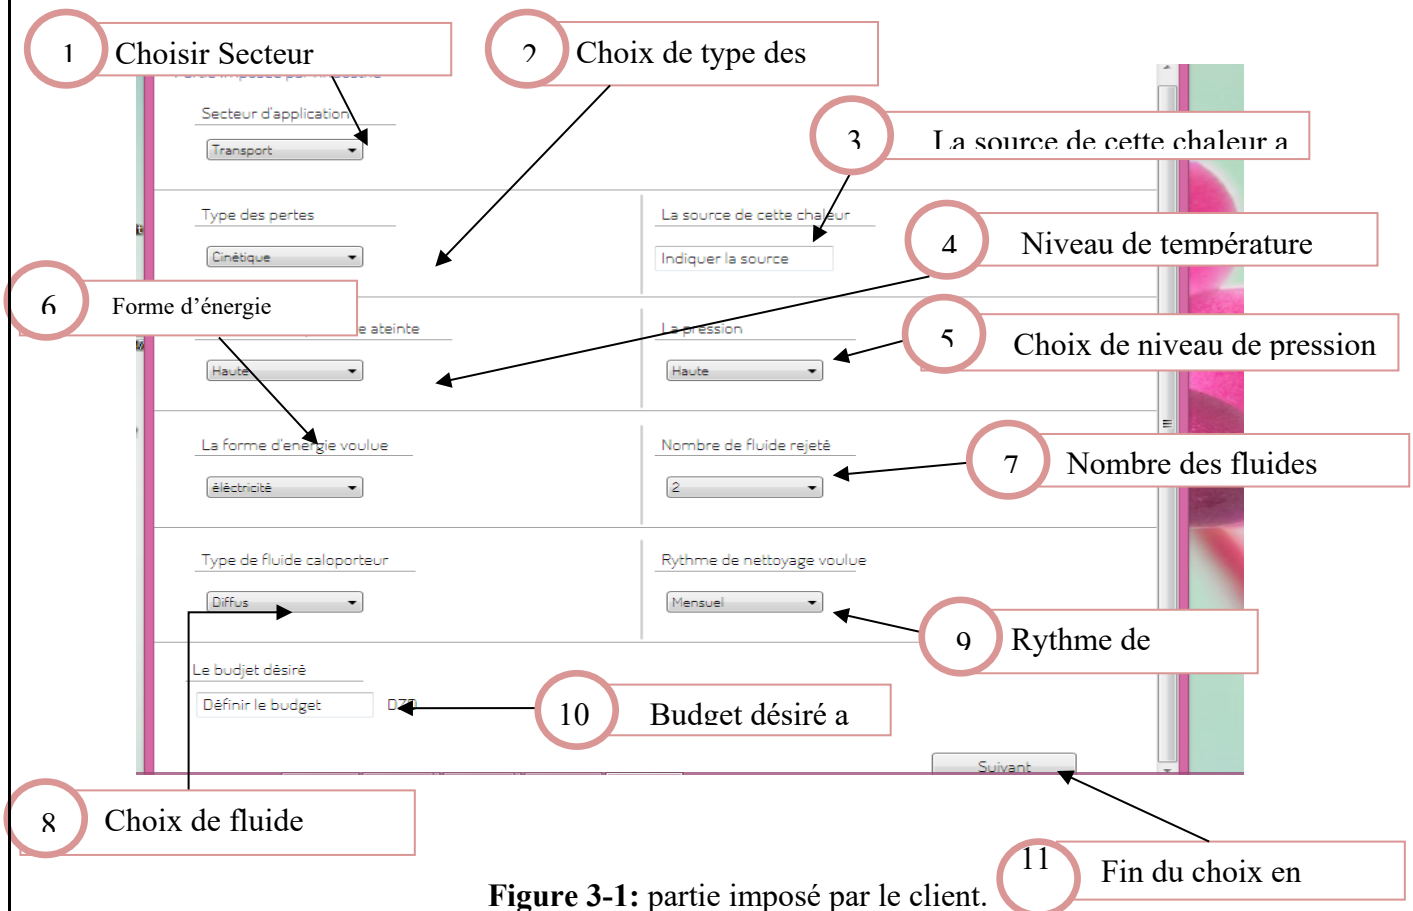 1 Choisir Secteur
2 Choix de type des
Secteur d'application
Transport
3 La source de cette chaleur a
Type des pertes
La source de cette chaleur
Cinétique
Indiquer la source
4 Niveau de température
6 Forme d'énergie
e ateinte
La pression
5 Choix de niveau de pression
Haute
Haute
La forme d'energie voulue
Nombre de fluide rejeté
7 Nombre des fluides
éléctricité
2
Type de fluide caloporteur
Rythme de nettoyage voulue
Diffus
Mensuel
9 Rythme de
Le budjet désiré
Définir le budget
DZD
10 Budget désiré a
Suivant
8 Choix de fluide
11 Fin du choix en
Figure 3-1: partie imposé par le client.